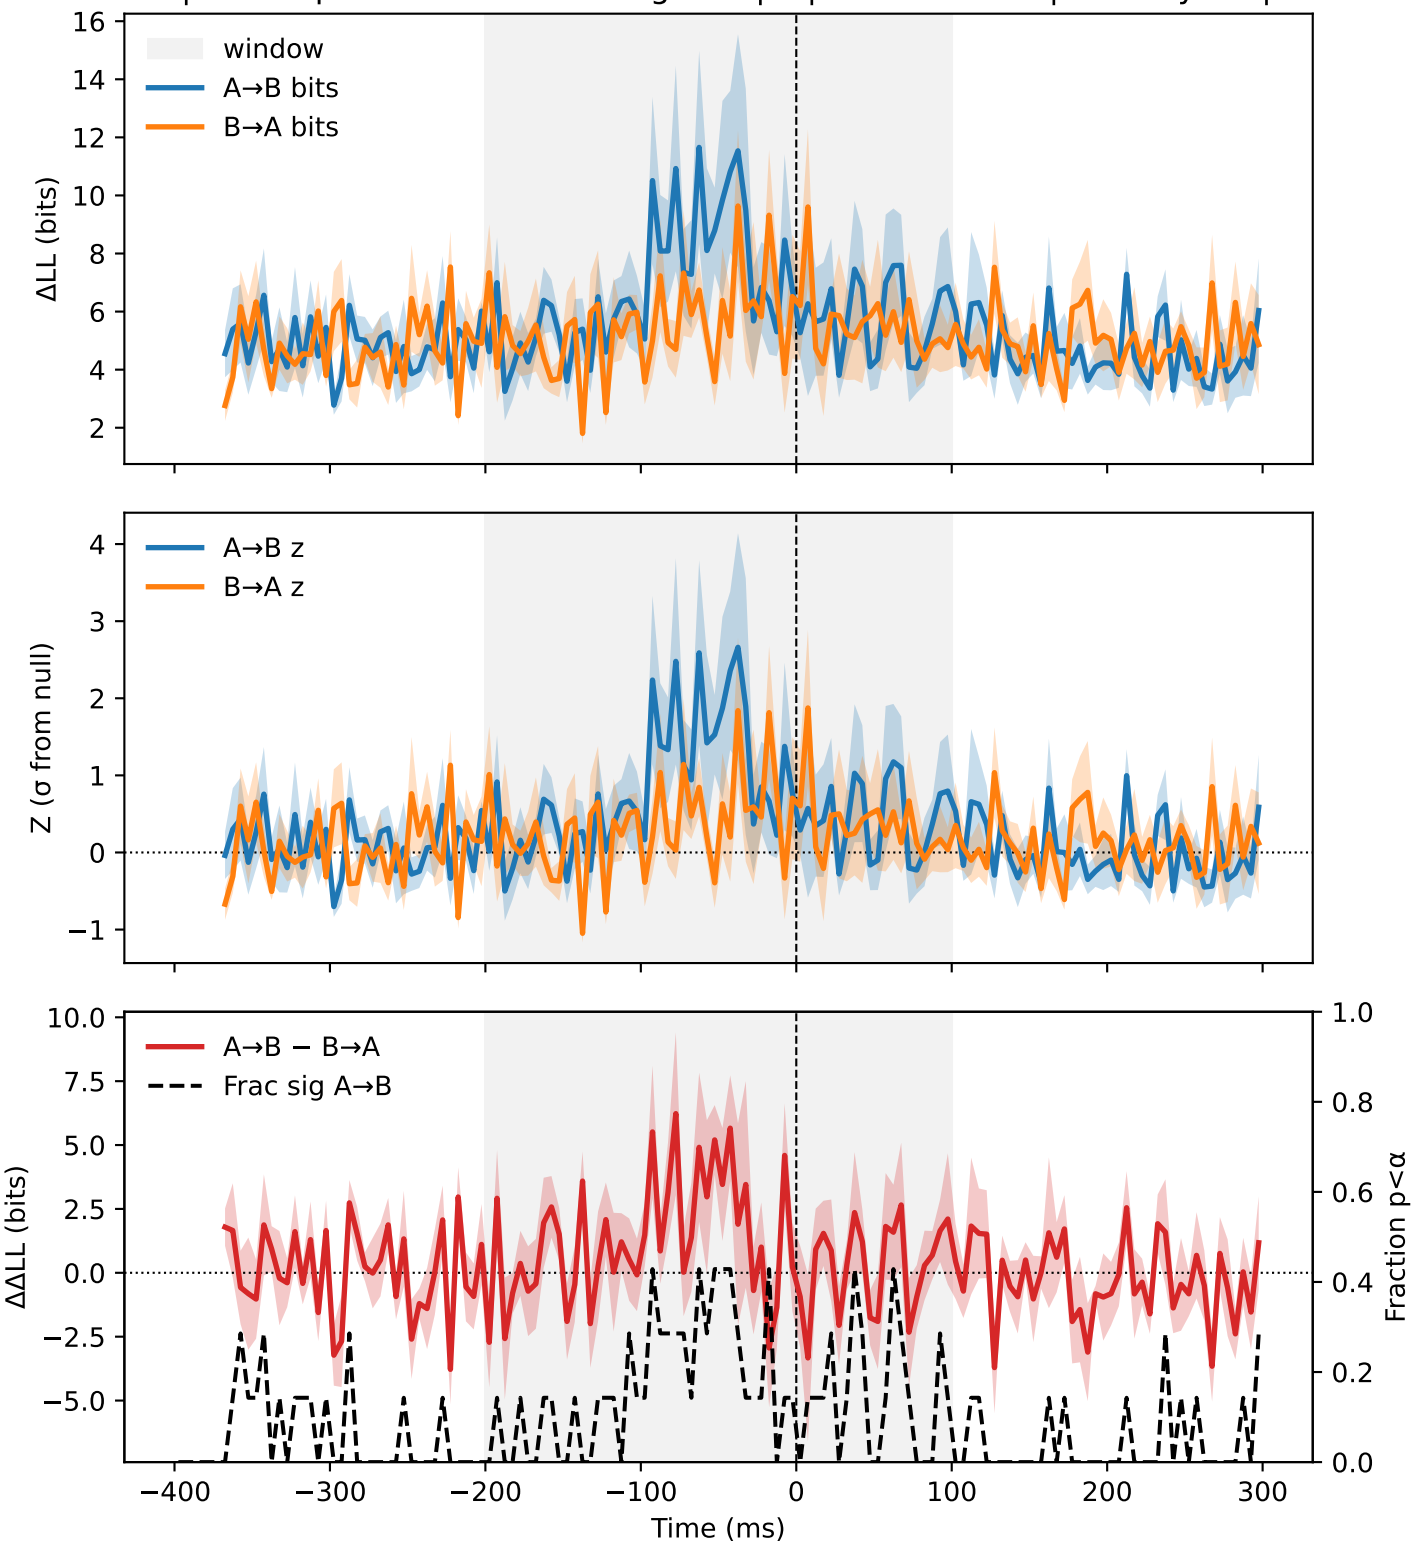 16
14
12
10
8
6
4
2
ΔLL (bits)
window
A→B bits
B→A bits
4
3
2
1
0
−1
Z (σ from null)
A→B z
B→A z
10.0
7.5
5.0
2.5
0.0
−2.5
−5.0
ΔΔLL (bits)
A→B − B→A
Frac sig A→B
1.0
0.8
0.6
0.4
0.2
0.0
Fraction p<α
−400 −300 −200 −100 0 100 200 300
Time (ms)